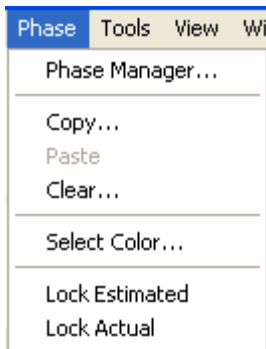 Phase Tools View Wi
Phase Manager...
Copy...
Paste
Clear...
Select Color...
Lock Estimated
Lock Actual